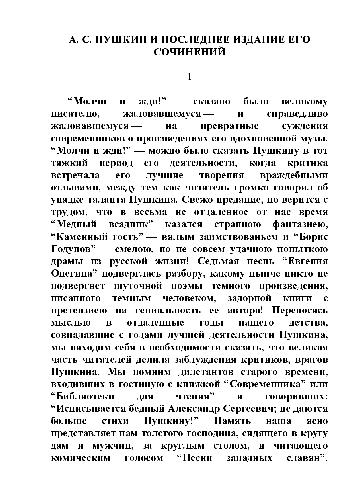 А. С. ПУШКИН И ПОСЛЕДНЕЕ ИЗДАНИЕ ЕГО
СОЧИНЕНИЙ
1
“Молчи и жди!” — сказано было великому
писателю, жаловавшемуся — и справедливо
жаловавшемуся — на превратные суждения
современников о произведениях его вдохновенной музы.
“Молчи и жди!” — можно было сказать Пушкину в тот
тяжкий период его деятельности, когда критика
встречала его лучшие творения враждебными
отзывами, между тем как читатель громко говорил об
упадке таланта Пушкина. Свежо предание, но верится с
трудом, что в весьма не отдаленное от нас время
“Медный всадник” казался странною фантазиею,
“Каменный гость” — вялым заимствованием и “Борис
Годунов” — смелою, но не совсем удачною попыткою
драмы из русской жизни! Седьмая песнь “Евгения
Онегина” подвергалась разбору, какому нынче никто не
подвергнет шуточной поэмы темного произведения,
писанного темным человеком, задорной книги с
претензиею на гениальность ее автора! Переносясь
мыслью в отдаленные годы нашего детства,
совпадавшие с годами лучшей деятельности Пушкина,
мы находим себя в необходимости сказать, что великая
часть читателей делила заблуждения критиков, врагов
Пушкина. Мы помним дилетантов старого времени,
входивших в гостиную с книжкой “Современника” или
“Библиотеки для чтения” и говоривших:
“Исписывается бедный Александр Сергеевич; не даются
больше стихи Пушкину!” Память наша ясно
представляет нам толстого господина, сидящего в кругу
дам и мужчин, за круглым столом, и читающего
комическим голосом “Песни западных славян”.